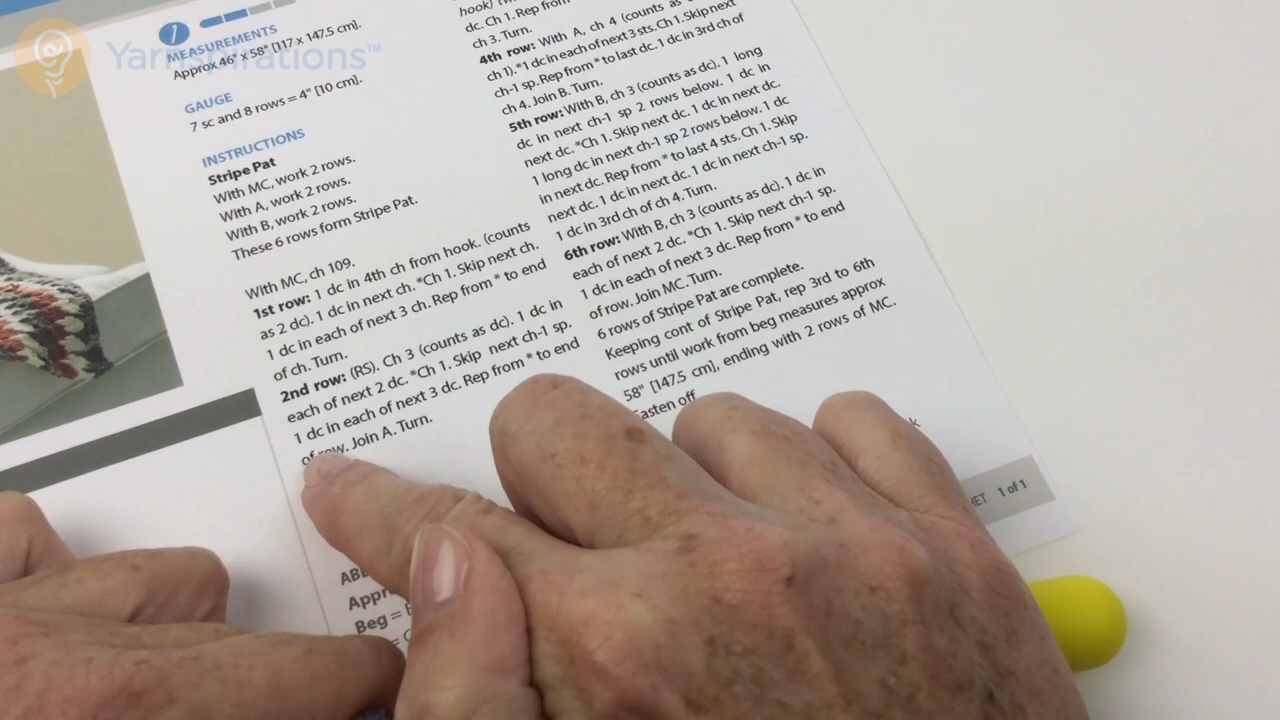 Yarnspirations™
1
MEASUREMENTS
Approx 46" x 58" [117 x 147.5 cm].
GAUGE
7 sc and 8 rows = 4" [10 cm].
INSTRUCTIONS
Stripe Pat
With MC, work 2 rows.
With A, work 2 rows.
With B, work 2 rows.
These 6 rows form Stripe Pat.
With MC, ch 109.
1st row: 1 dc in 4th ch from hook. (counts
as 2 dc). 1 dc in next ch. *Ch 1. Skip next ch.
1 dc in each of next 3 ch. Rep from * to end
of ch. Turn.
2nd row: (RS). Ch 3 (counts as dc). 1 dc in
each of next 2 dc. *Ch 1. Skip next ch-1 sp.
1 dc in each of next 3 dc. Rep from * to end
of row. Join A. Turn.
Beg =
hook)
dc. Ch 1. Rep from
ch 3. Turn.
4th row: With A, ch 4 (counts as
ch 1). *1 dc in each of next 3 sts. Ch 1. Skip next
ch-1 sp. Rep from * to last dc. 1 dc in 3rd ch of
ch 4. Join B. Turn.
5th row: With B, ch 3 (counts as dc). 1 long
dc in next ch-1 sp 2 rows below. 1 dc in
next dc. *Ch 1. Skip next dc. 1 dc in next dc.
1 long dc in next ch-1 sp 2 rows below. 1 dc
in next dc. Rep from * to last 4 sts. Ch 1. Skip
next dc. 1 dc in next dc. 1 dc in next ch-1 sp.
1 dc in 3rd ch of ch 4. Turn.
6th row: With B, ch 3 (counts as dc). 1 dc in
each of next 2 dc. *Ch 1. Skip next ch-1 sp.
1 dc in each of next 3 dc. Rep from * to end
of row. Join MC. Turn.
6 rows of Stripe Pat are complete.
Keeping cont of Stripe Pat, rep 3rd to 6th
rows until work from beg measures approx
58" [147.5 cm], ending with 2 rows of MC.
Fasten off
1 of 1